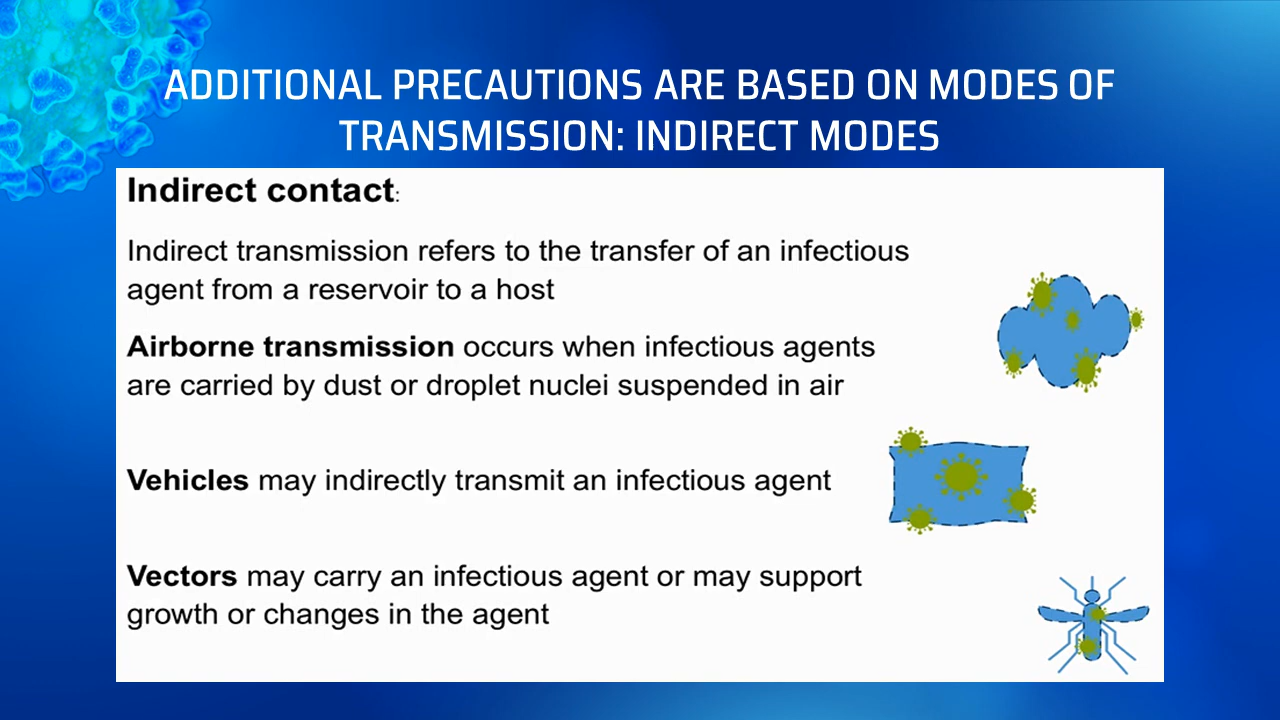 ADDITIONAL PRECAUTIONS ARE BASED ON MODES OF
TRANSMISSION: INDIRECT MODES
Indirect contact:
Indirect transmission refers to the transfer of an infectious
agent from a reservoir to a host
Airborne transmission occurs when infectious agents
are carried by dust or droplet nuclei suspended in air
Vehicles may indirectly transmit an infectious agent
Vectors may carry an infectious agent or may support
growth or changes in the agent